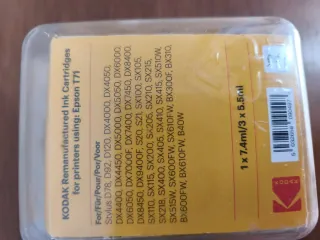 KODAK Remanufactured Ink Cartridges
for printers using: Epson T71
For/Für/Pour/Por/Voor
Stylus D78, D92, D120, DX4000, DX4050,
DX4400, DX4450, DX5000, DX5050, DX6000,
DX6050, DX7000F, DX7400, DX7450, DX8400,
DX8450, DX9400F, S20, S21, SX100, SX105,
SX110, SX115, SX200, SX205, SX210, SX215,
SX218, SX400, SX405, SX410, SX415, SX510W,
SX515W, SX600FW, SX610FW, BX300F, BX310,
BX600FW, BX610FW, B40W
1 x 7.4ml/3 x 5.5ml
KODAK